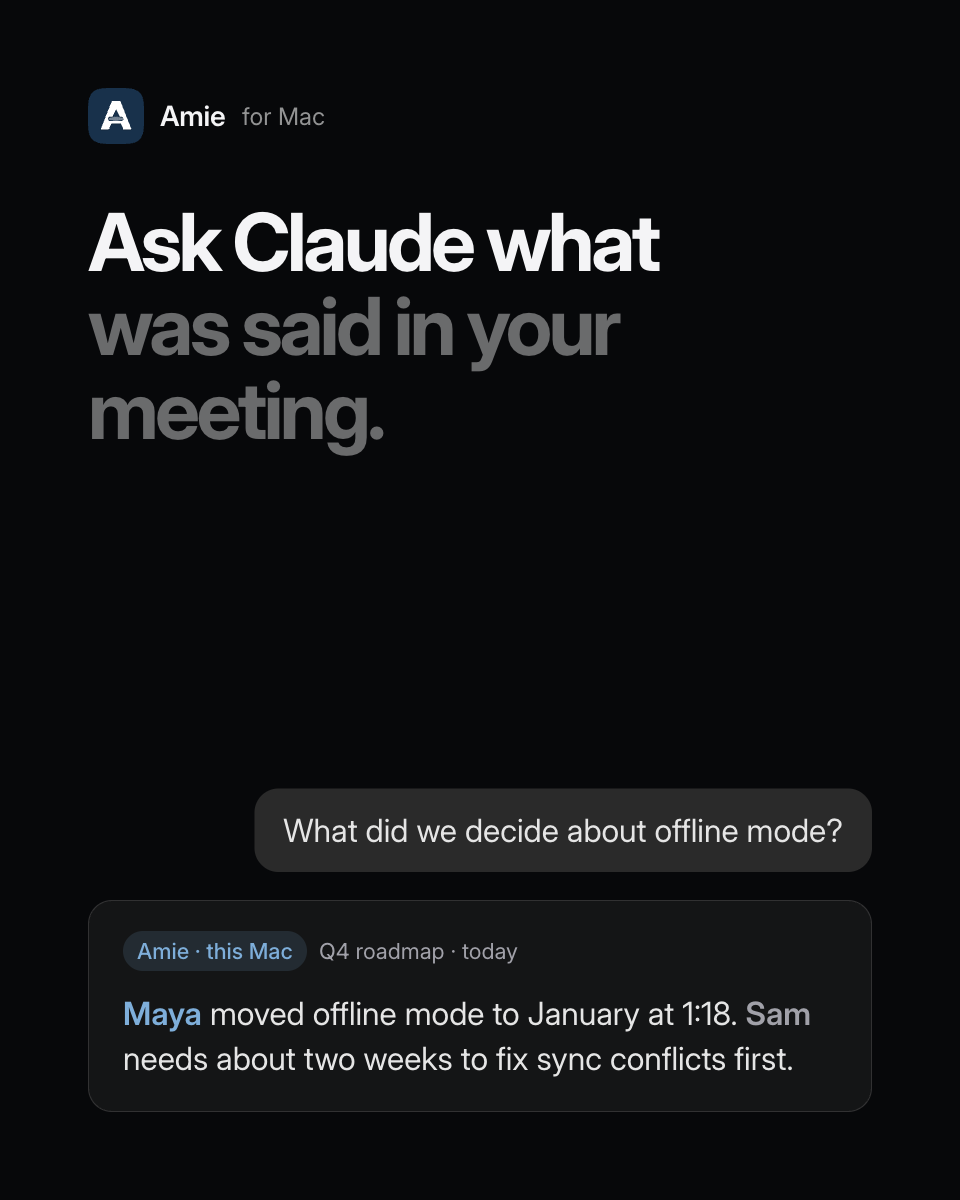 Amie for Mac
Ask Claude what
was said in your
meeting.
What did we decide about offline mode?
Amie · this Mac Q4 roadmap · today
Maya moved offline mode to January at 1:18. Sam
needs about two weeks to fix sync conflicts first.